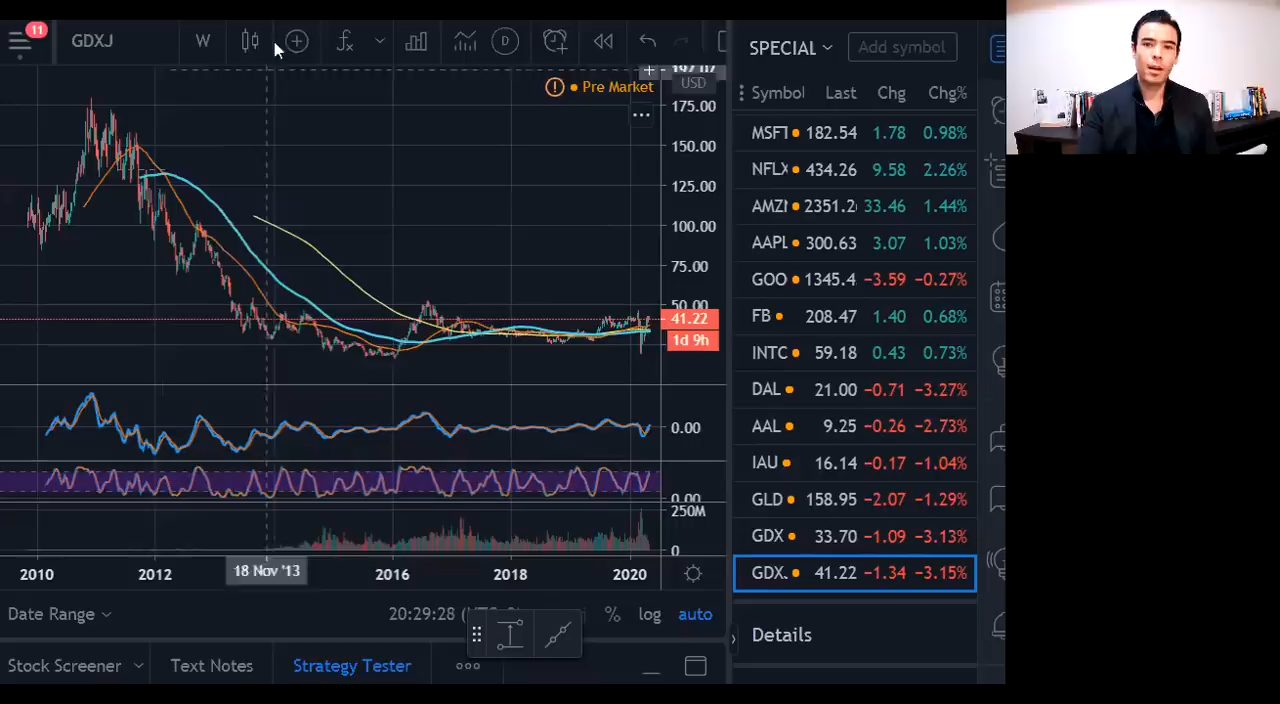 11
GDXJ
W
fx
D
SPECIAL
Add symbol
USD
Pre Market
175.00
150.00
125.00
100.00
75.00
50.00
41.22
1d 9h
0.00
0.00
250M
0
2010 2012 18 Nov '13 2016 2018 2020
Date Range
20:29:28
% log auto
Stock Screener Text Notes Strategy Tester
Symbol Last Chg Chg%
MSFT 182.54 1.78 0.98%
NFLX 434.26 9.58 2.26%
AMZN 2351.2 33.46 1.44%
AAPL 300.63 3.07 1.03%
GOO 1345.4 −3.59 −0.27%
FB 208.47 1.40 0.68%
INTC 59.18 0.43 0.73%
DAL 21.00 −0.71 −3.27%
AAL 9.25 −0.26 −2.73%
IAU 16.14 −0.17 −1.04%
GLD 158.95 −2.07 −1.29%
GDX 33.70 −1.09 −3.13%
GDX 41.22 −1.34 −3.15%
Details